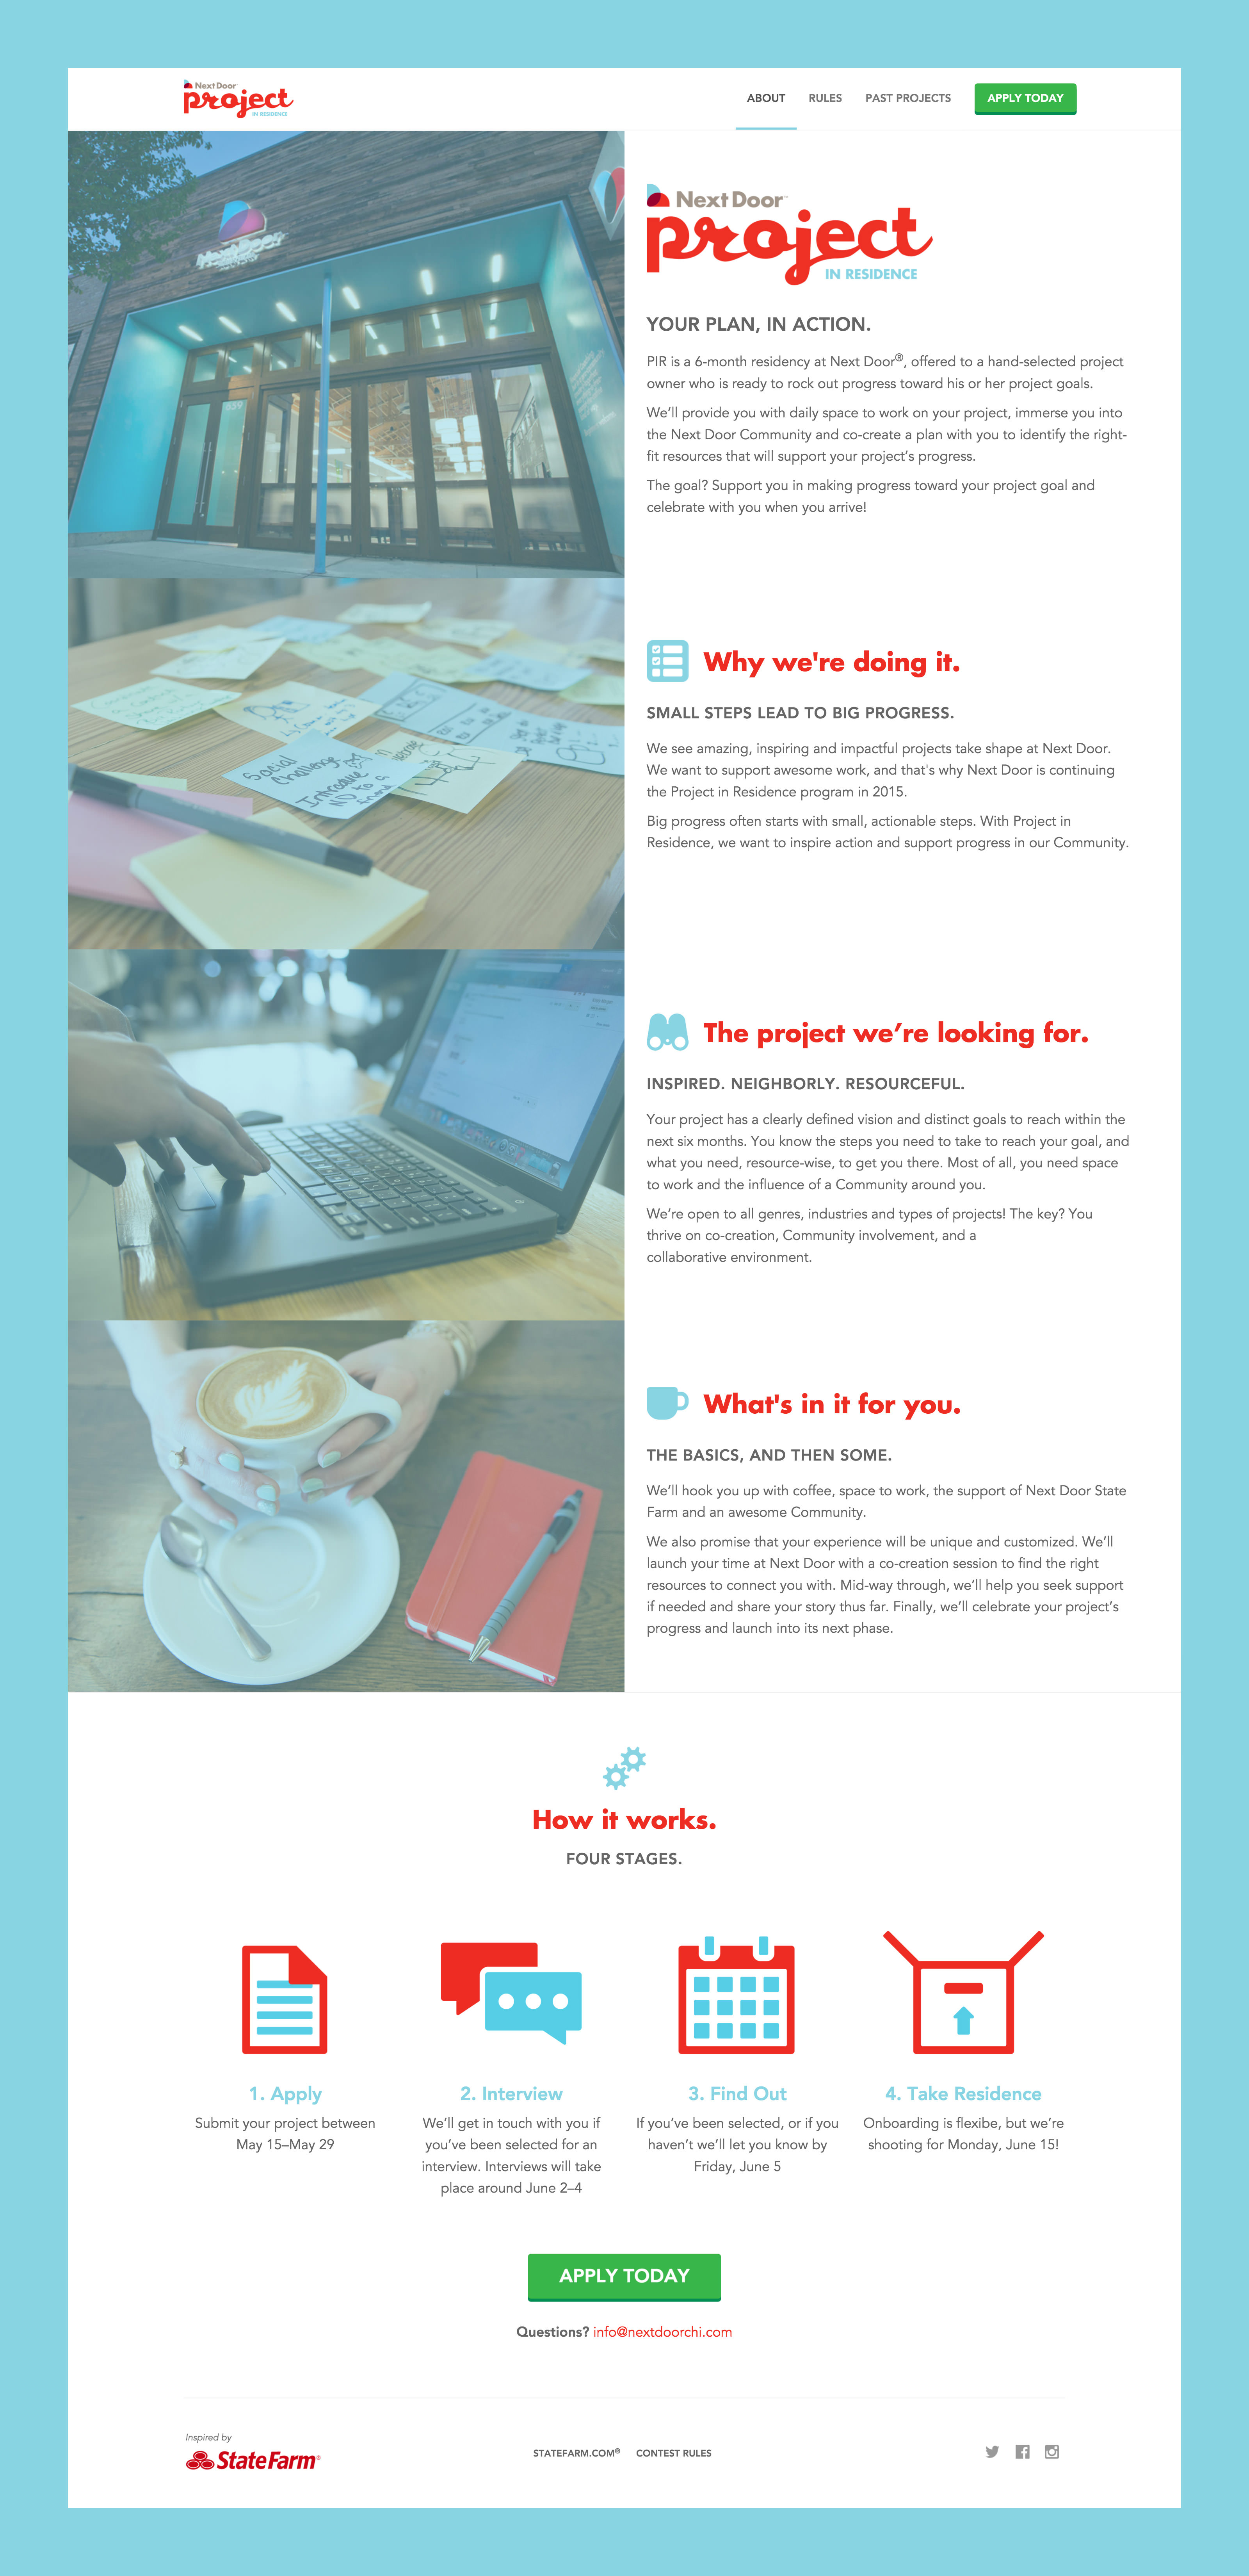 Next Door
project
IN RESIDENCE
ABOUT
RULES
PAST PROJECTS
APPLY TODAY
NextDoor
339
Next Door™
project
IN RESIDENCE
YOUR PLAN, IN ACTION.
PIR is a 6-month residency at Next Door®, offered to a hand-selected project
owner who is ready to rock out progress toward his or her project goals.
We’ll provide you with daily space to work on your project, immerse you into
the Next Door Community and co-create a plan with you to identify the right-
fit resources that will support your project’s progress.
The goal? Support you in making progress toward your project goal and
celebrate with you when you arrive!
Social
Challenge
Introduce
Why we're doing it.
SMALL STEPS LEAD TO BIG PROGRESS.
We see amazing, inspiring and impactful projects take shape at Next Door.
We want to support awesome work, and that's why Next Door is continuing
the Project in Residence program in 2015.
Big progress often starts with small, actionable steps. With Project in
Residence, we want to inspire action and support progress in our Community.
The project we’re looking for.
INSPIRED. NEIGHBORLY. RESOURCEFUL.
Your project has a clearly defined vision and distinct goals to reach within the
next six months. You know the steps you need to take to reach your goal, and
what you need, resource-wise, to get you there. Most of all, you need space
to work and the influence of a Community around you.
We’re open to all genres, industries and types of projects! The key? You
thrive on co-creation, Community involvement, and a
collaborative environment.
What's in it for you.
THE BASICS, AND THEN SOME.
We’ll hook you up with coffee, space to work, the support of Next Door State
Farm and an awesome Community.
We also promise that your experience will be unique and customized. We’ll
launch your time at Next Door with a co-creation session to find the right
resources to connect you with. Mid-way through, we’ll help you seek support
if needed and share your story thus far. Finally, we’ll celebrate your project’s
progress and launch into its next phase.
How it works.
FOUR STAGES.
1. Apply
Submit your project between
May 15–May 29
2. Interview
We’ll get in touch with you if
you’ve been selected for an
interview. Interviews will take
place around June 2–4
3. Find Out
If you’ve been selected, or if you
haven’t we’ll let you know by
Friday, June 5
4. Take Residence
Onboarding is flexibe, but we’re
shooting for Monday, June 15!
APPLY TODAY
Questions? info@nextdoorchi.com
Inspired by
StateFarm®
STATEFARM.COM®
CONTEST RULES